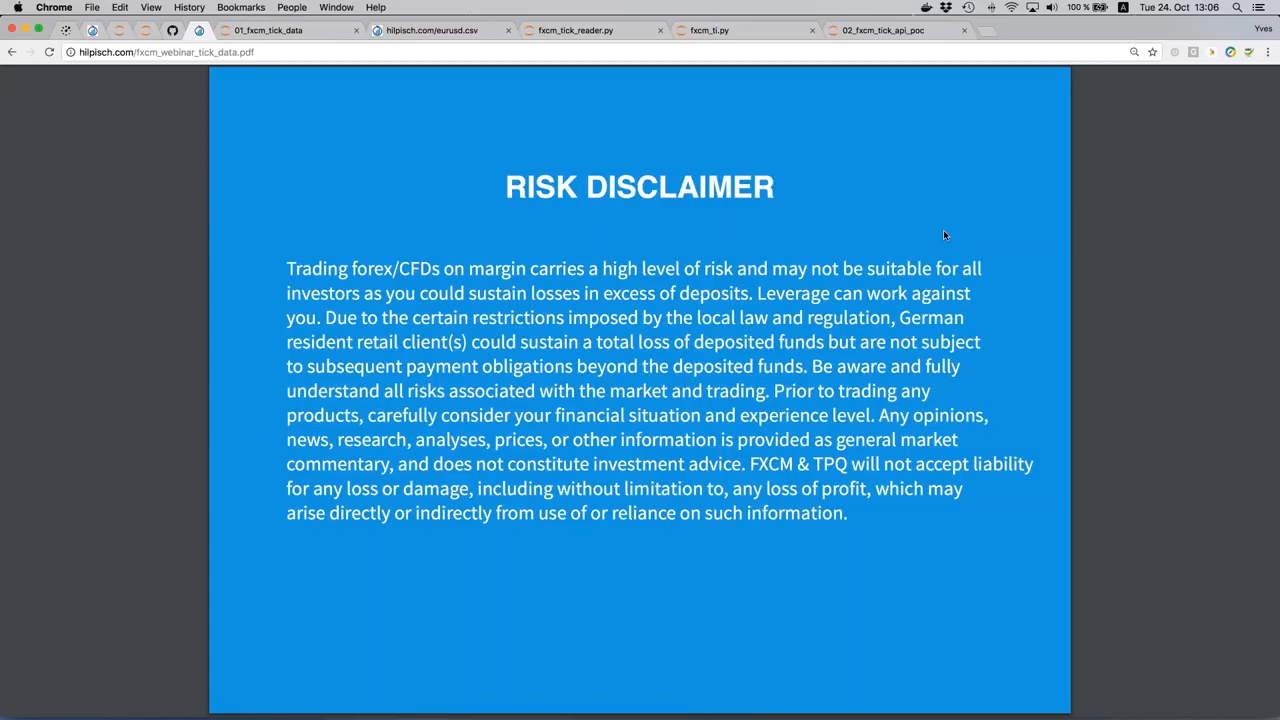 Chrome File Edit View History Bookmarks People Window Help 100 % A Tue 24. Oct 13:06
01_fxcm_tick_data hilpisch.com/eurusd.csv fxcm_tick_reader.py fxcm_ti.py 02_fxcm_tick_api_poc Yves
hilpisch.com/fxcm_webinar_tick_data.pdf
RISK DISCLAIMER
Trading forex/CFDs on margin carries a high level of risk and may not be suitable for all
investors as you could sustain losses in excess of deposits. Leverage can work against
you. Due to the certain restrictions imposed by the local law and regulation, German
resident retail client(s) could sustain a total loss of deposited funds but are not subject
to subsequent payment obligations beyond the deposited funds. Be aware and fully
understand all risks associated with the market and trading. Prior to trading any
products, carefully consider your financial situation and experience level. Any opinions,
news, research, analyses, prices, or other information is provided as general market
commentary, and does not constitute investment advice. FXCM & TPQ will not accept liability
for any loss or damage, including without limitation to, any loss of profit, which may
arise directly or indirectly from use of or reliance on such information.